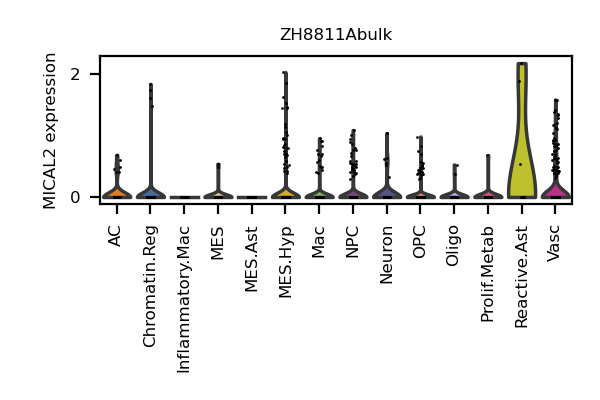 ZH8811Abulk
MICAL2 expression
2
0
AC
Chromatin.Reg
Inflammatory.Mac
MES
MES.Ast
MES.Hyp
Mac
NPC
Neuron
OPC
Oligo
Prolif.Metab
Reactive.Ast
Vasc